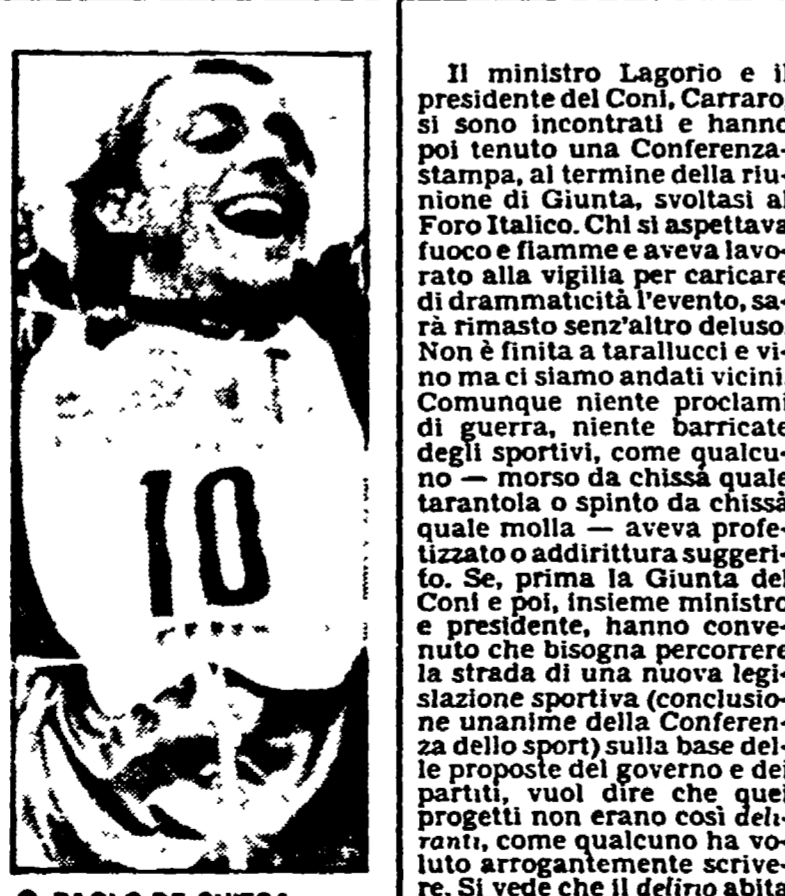 10
Il ministro Lagorio e il
presidente del Coni, Carraro,
si sono incontrati e hanno
poi tenuto una Conferenza-
stampa, al termine della riu-
nione di Giunta, svoltasi al
Foro Italico. Chi si aspettava
fuoco e fiamme e aveva lavo-
rato alla vigilia per caricare
di drammaticità l'evento, sa-
rà rimasto senz'altro deluso.
Non è finita a tarallucci e vi-
no ma ci siamo andati vicini.
Comunque niente proclami
di guerra, niente barricate
degli sportivi, come qualcu-
no — morso da chissà quale
tarantola o spinto da chissà
quale molla — aveva profe-
tizzato o addirittura suggeri-
to. Se, prima la Giunta del
Coni e poi, insieme ministro
e presidente, hanno conve-
nuto che bisogna percorrere
la strada di una nuova legi-
slazione sportiva (conclusio-
ne unanime della Conferen-
za dello sport) sulla base del-
le proposte del governo e dei
partiti, vuol dire che quei
progetti non erano così deli-
ranti, come qualcuno ha vo-
luto arrogantemente scrive-
re. Si vede che il delirio abita